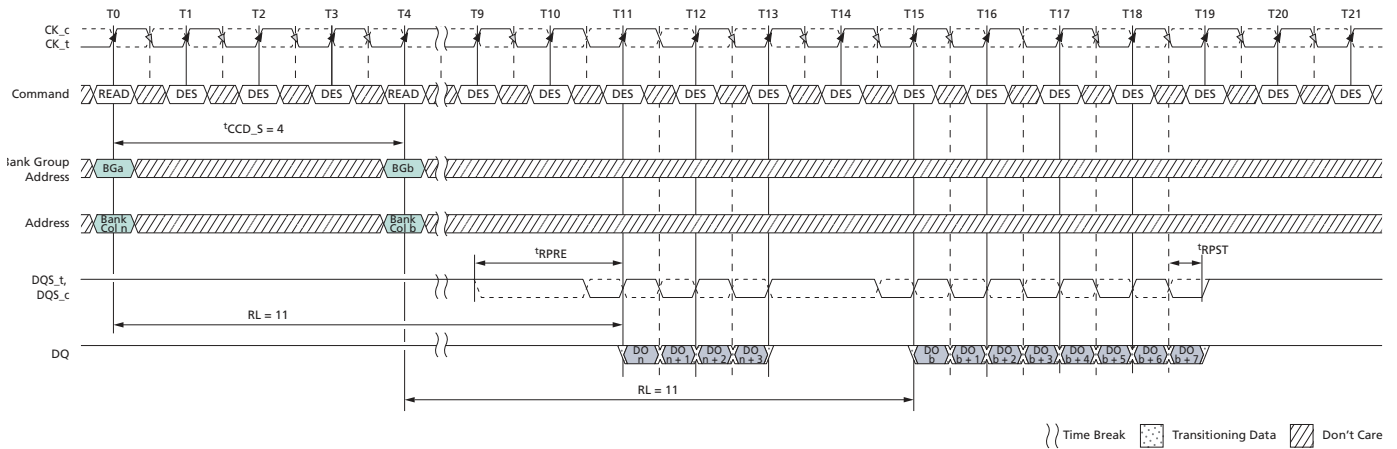 T0 T1 T2 T3 T4 T9 T10 T11 T12 T13 T14 T15 T16 T17 T18 T19 T20 T21
CK_c
CK_t
Command READ DES DES DES READ DES DES DES DES DES DES DES DES DES DES DES DES DES
tCCD_S = 4
Bank Group
Address
BGa BGb
Address
Bank
Col n
Bank
Col b
tRPRE tRPST
DQS_t,
DQS_c
RL = 11
DQ
DO
n
DO
n + 1
DO
n + 2
DO
n + 3
DO
b
DO
b + 1
DO
b + 2
DO
b + 3
DO
b + 4
DO
b + 5
DO
b + 6
DO
b + 7
RL = 11
Time Break Transitioning Data Don't Care